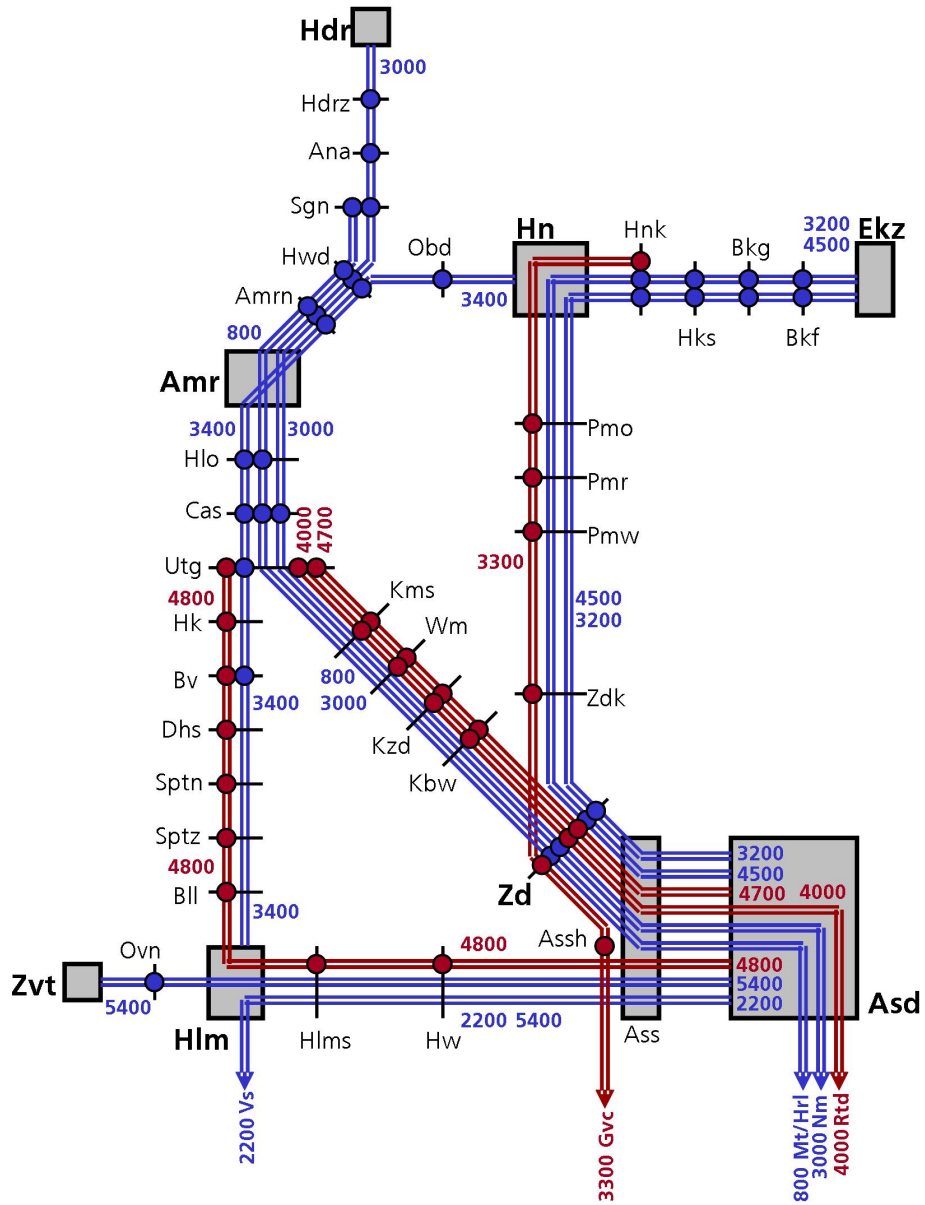 Hdr
3000
Hdrz
Ana
Sgn
Hwd
Obd
Hn
Hnk
Bkg
3200
4500
Ekz
Amrn
3400
800
Hks
Bkf
Amr
3400
3000
Hlo
Pmo
Pmr
Cas
4000
4700
Pmw
Utg
3300
4800
Kms
4500
3200
Hk
Wm
Bv
800
3000
3400
Zdk
Dhs
Kzd
Kbw
Sptn
Sptz
3200
4800
4500
Zd
4700
4000
Bll
3400
Assh
Ovn
4800
4800
Zvt
5400
5400
2200
Asd
Hlm
Hlms
Hw
2200 5400
Ass
2200 Vs
3300 Gvc
800 Mt/Hrl
3000 Nm
4000 Rtd